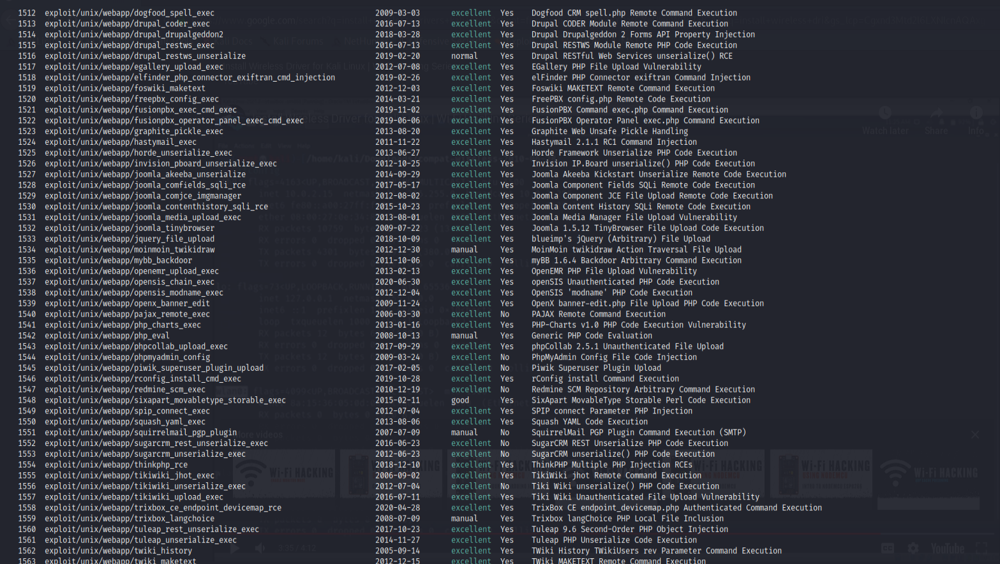 1512 exploit/unix/webapp/dogfood_spell_exec 2009-03-03 excellent Yes Dogfood CRM spell.php Remote Command Execution
1513 exploit/unix/webapp/drupal_coder_exec 2016-07-13 excellent Yes Drupal CODER Module Remote Command Execution
1514 exploit/unix/webapp/drupal_drupalgeddon2 2018-03-28 excellent Yes Drupal Drupalgeddon 2 Forms API Property Injection
1515 exploit/unix/webapp/drupal_restws_exec 2016-07-13 excellent Yes Drupal RESTWS Module Remote PHP Code Execution
1516 exploit/unix/webapp/drupal_restws_unserialize 2019-02-20 normal Yes Drupal RESTful Web Services unserialize() RCE
1517 exploit/unix/webapp/egallery_upload_exec 2012-07-08 excellent Yes EGallery PHP File Upload Vulnerability
1518 exploit/unix/webapp/elfinder_php_connector_exiftran_cmd_injection 2019-02-26 excellent Yes elFinder PHP Connector exiftran Command Injection
1519 exploit/unix/webapp/foswiki_maketext 2012-12-03 excellent Yes Foswiki MAKETEXT Remote Command Execution
1520 exploit/unix/webapp/freepbx_config_exec 2014-03-21 excellent Yes FreePBX config.php Remote Code Execution
1521 exploit/unix/webapp/fusionpbx_exec_cmd_exec 2019-11-02 excellent Yes FusionPBX Command exec.php Command Execution
1522 exploit/unix/webapp/fusionpbx_operator_panel_exec_cmd_exec 2019-06-06 excellent Yes FusionPBX Operator Panel exec.php Command Execution
1523 exploit/unix/webapp/graphite_pickle_exec 2013-08-20 excellent Yes Graphite Web Unsafe Pickle Handling
1524 exploit/unix/webapp/hastymail_exec 2011-11-22 excellent Yes Hastymail 2.1.1 RC1 Command Injection
1525 exploit/unix/webapp/horde_unserialize_exec 2013-06-27 excellent Yes Horde Framework Unserialize PHP Code Execution
1526 exploit/unix/webapp/invision_pboard_unserialize_exec 2012-10-25 excellent Yes Invision IP.Board unserialize() PHP Code Execution
1527 exploit/unix/webapp/joomla_akeeba_unserialize 2014-09-29 excellent Yes Joomla Akeeba Kickstart Unserialize Remote Code Execution
1528 exploit/unix/webapp/joomla_comfields_sqli_rce 2017-05-17 excellent Yes Joomla Component Fields SQLi Remote Code Execution
1529 exploit/unix/webapp/joomla_comjce_imgmanager 2012-08-02 excellent Yes Joomla Component JCE File Upload Remote Code Execution
1530 exploit/unix/webapp/joomla_contenthistory_sqli_rce 2015-10-23 excellent Yes Joomla Content History SQLi Remote Code Execution
1531 exploit/unix/webapp/joomla_media_upload_exec 2013-08-01 excellent Yes Joomla Media Manager File Upload Vulnerability
1532 exploit/unix/webapp/joomla_tinybrowser 2009-07-22 excellent Yes Joomla 1.5.12 TinyBrowser File Upload Code Execution
1533 exploit/unix/webapp/jquery_file_upload 2018-10-09 excellent Yes blueimp's jQuery (Arbitrary) File Upload
1534 exploit/unix/webapp/moinmoin_twikidraw 2012-12-30 manual Yes MoinMoin twikidraw Action Traversal File Upload
1535 exploit/unix/webapp/mybb_backdoor 2011-10-06 excellent Yes myBB 1.6.4 Backdoor Arbitrary Command Execution
1536 exploit/unix/webapp/openemr_upload_exec 2013-02-13 excellent Yes OpenEMR PHP File Upload Vulnerability
1537 exploit/unix/webapp/opensis_chain_exec 2020-06-30 excellent Yes openSIS Unauthenticated PHP Code Execution
1538 exploit/unix/webapp/opensis_modname_exec 2012-12-04 excellent Yes OpenSIS 'modname' PHP Code Execution
1539 exploit/unix/webapp/openx_banner_edit 2009-11-24 excellent Yes OpenX banner-edit.php File Upload PHP Code Execution
1540 exploit/unix/webapp/pajax_remote_exec 2006-03-30 excellent No PAJAX Remote Command Execution
1541 exploit/unix/webapp/php_charts_exec 2013-01-16 excellent Yes PHP-Charts v1.0 PHP Code Execution Vulnerability
1542 exploit/unix/webapp/php_eval 2008-10-13 manual Yes Generic PHP Code Evaluation
1543 exploit/unix/webapp/phpcollab_upload_exec 2017-09-29 excellent Yes phpCollab 2.5.1 Unauthenticated File Upload
1544 exploit/unix/webapp/phpmyadmin_config 2009-03-24 excellent No PhpMyAdmin Config File Code Injection
1545 exploit/unix/webapp/piwik_superuser_plugin_upload 2017-02-05 excellent No Piwik Superuser Plugin Upload
1546 exploit/unix/webapp/rconfig_install_cmd_exec 2019-10-28 excellent Yes rConfig install Command Execution
1547 exploit/unix/webapp/redmine_scm_exec 2010-12-19 excellent No Redmine SCM Repository Arbitrary Command Execution
1548 exploit/unix/webapp/sixapart_movabletype_storable_exec 2015-02-11 good Yes SixApart MovableType Storable Perl Code Execution
1549 exploit/unix/webapp/spip_connect_exec 2012-07-04 excellent Yes SPIP connect Parameter PHP Injection
1550 exploit/unix/webapp/squash_yaml_exec 2013-08-06 excellent Yes Squash YAML Code Execution
1551 exploit/unix/webapp/squirrelmail_pgp_plugin 2007-07-09 manual No SquirrelMail PGP Plugin Command Execution (SMTP)
1552 exploit/unix/webapp/sugarcrm_rest_unserialize_exec 2016-06-23 excellent No SugarCRM REST Unserialize PHP Code Execution
1553 exploit/unix/webapp/sugarcrm_unserialize_exec 2012-06-23 excellent No SugarCRM unserialize() PHP Code Execution
1554 exploit/unix/webapp/thinkphp_rce 2018-12-10 excellent Yes ThinkPHP Multiple PHP Injection RCEs
1555 exploit/unix/webapp/tikiwiki_jhot_exec 2006-09-02 excellent Yes TikiWiki jhot Remote Command Execution
1556 exploit/unix/webapp/tikiwiki_unserialize_exec 2012-07-04 excellent No Tiki Wiki unserialize() PHP Code Execution
1557 exploit/unix/webapp/tikiwiki_upload_exec 2016-07-11 excellent Yes Tiki Wiki Unauthenticated File Upload Vulnerability
1558 exploit/unix/webapp/trixbox_ce_endpoint_devicemap_rce 2020-04-28 excellent Yes TrixBox CE endpoint_devicemap.php Authenticated Command Execution
1559 exploit/unix/webapp/trixbox_langchoice 2008-07-09 manual Yes Trixbox langChoice PHP Local File Inclusion
1560 exploit/unix/webapp/tuleap_rest_unserialize_exec 2017-10-23 excellent Yes Tuleap 9.6 Second-Order PHP Object Injection
1561 exploit/unix/webapp/tuleap_unserialize_exec 2014-11-27 excellent Yes Tuleap PHP Unserialize Code Execution
1562 exploit/unix/webapp/twiki_history 2005-09-14 excellent Yes TWiki History TWikiUsers rev Parameter Command Execution
1563 exploit/unix/webapp/twiki_maketext 2012-12-15 excellent Yes TWiki MAKETEXT Remote Command Execution